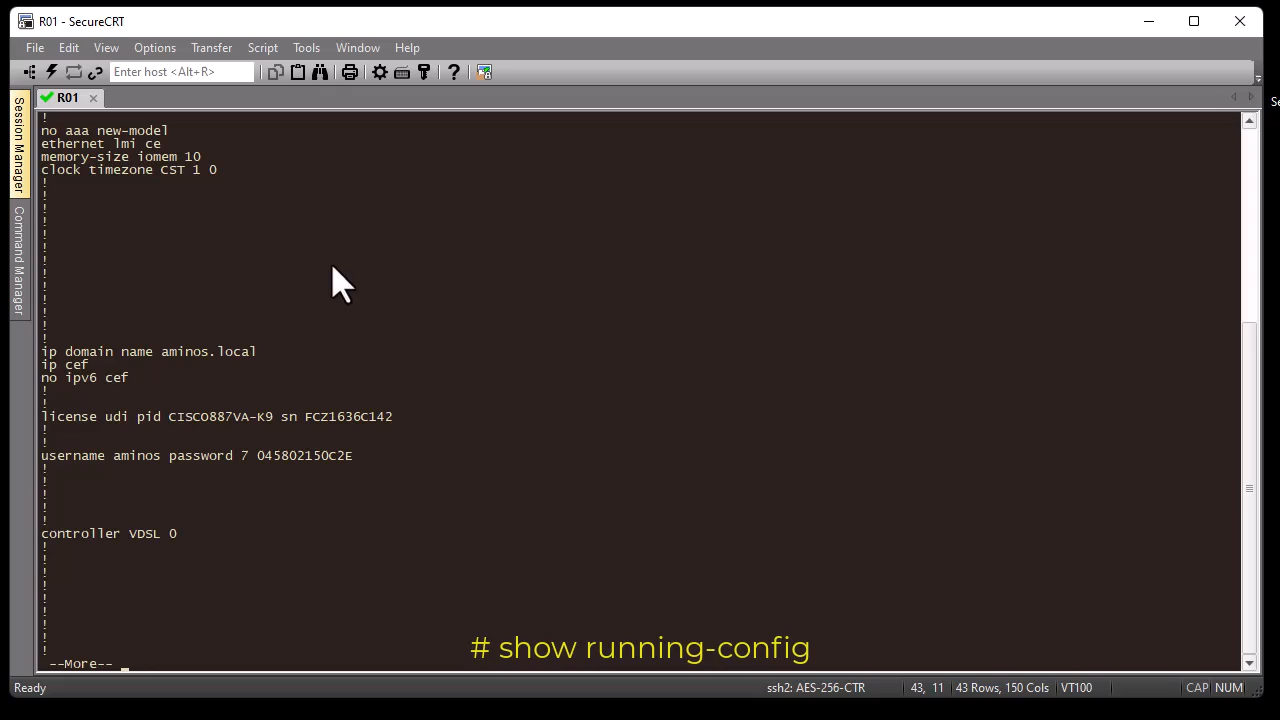 R01 - SecureCRT
File Edit View Options Transfer Script Tools Window Help
Enter host <Alt+R>
R01
Session Manager
Command Manager
!
no aaa new-model
ethernet lmi ce
memory-size iomem 10
clock timezone CST 1 0
!
!
!
!
!
!
!
!
!
!
!
!
!
ip domain name aminos.local
ip cef
no ipv6 cef
!
!
license udi pid CISCO887VA-K9 sn FCZ1636C142
!
!
username aminos password 7 045802150C2E
!
!
!
!
!
controller VDSL 0
!
!
!
!
!
!
!
!
!
--More--
# show running-config
Ready ssh2: AES-256-CTR 43, 11 43 Rows, 150 Cols VT100 CAP NUM